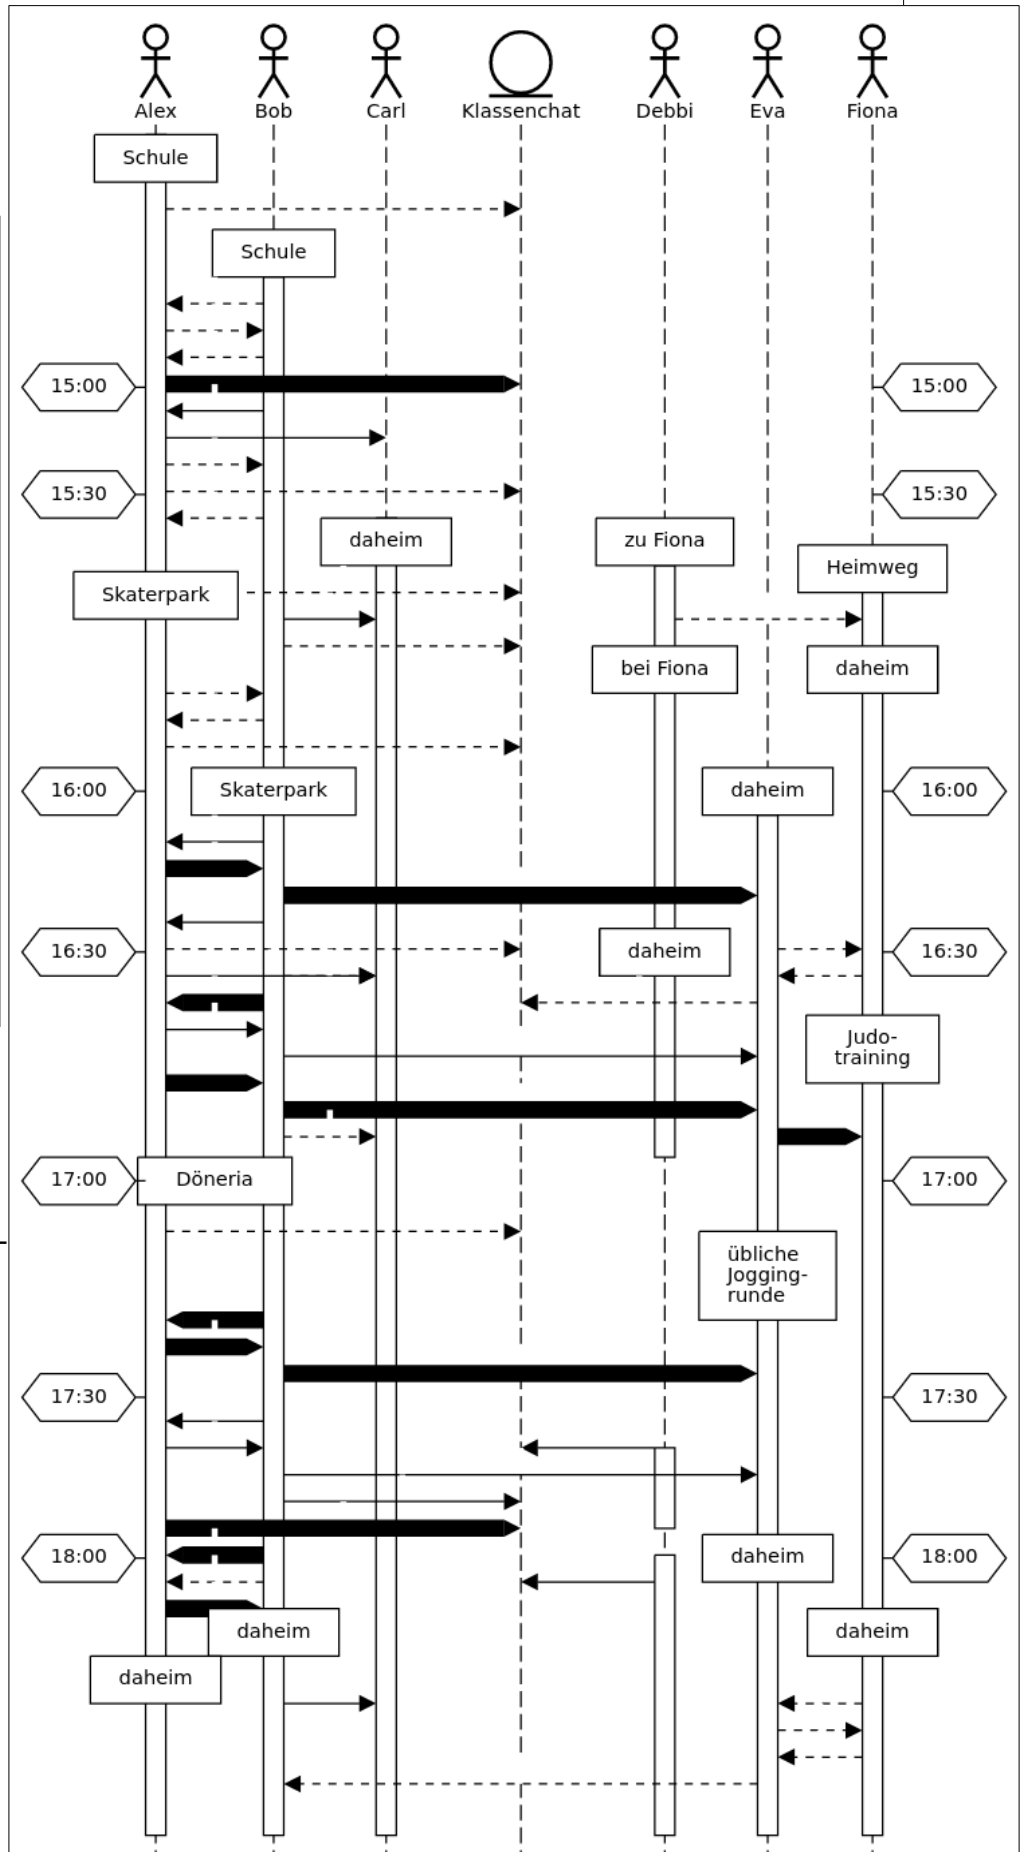 Alex Bob Carl Klassenchat Debbi Eva Fiona
Schule
Schule
15:00 15:00
15:30 15:30
daheim zu Fiona
Heimweg
Skaterpark
bei Fiona daheim
16:00 Skaterpark daheim 16:00
16:30 daheim 16:30
Judo-
training
17:00 Döneria 17:00
übliche
Jogging-
runde
17:30 17:30
18:00 daheim 18:00
daheim daheim
daheim